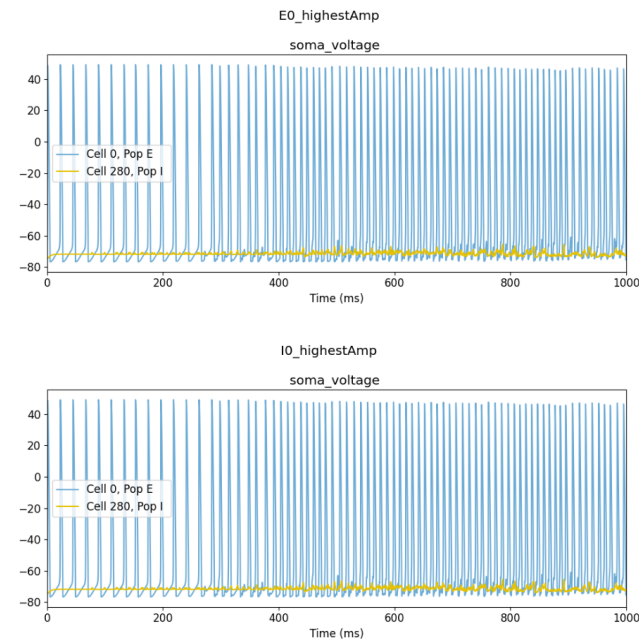 E0_highestAmp
soma_voltage
40
20
0
−20
−40
−60
−80
Cell 0, Pop E
Cell 280, Pop I
0 200 400 600 800 1000
Time (ms)
I0_highestAmp
soma_voltage
40
20
0
−20
−40
−60
−80
Cell 0, Pop E
Cell 280, Pop I
0 200 400 600 800 1000
Time (ms)